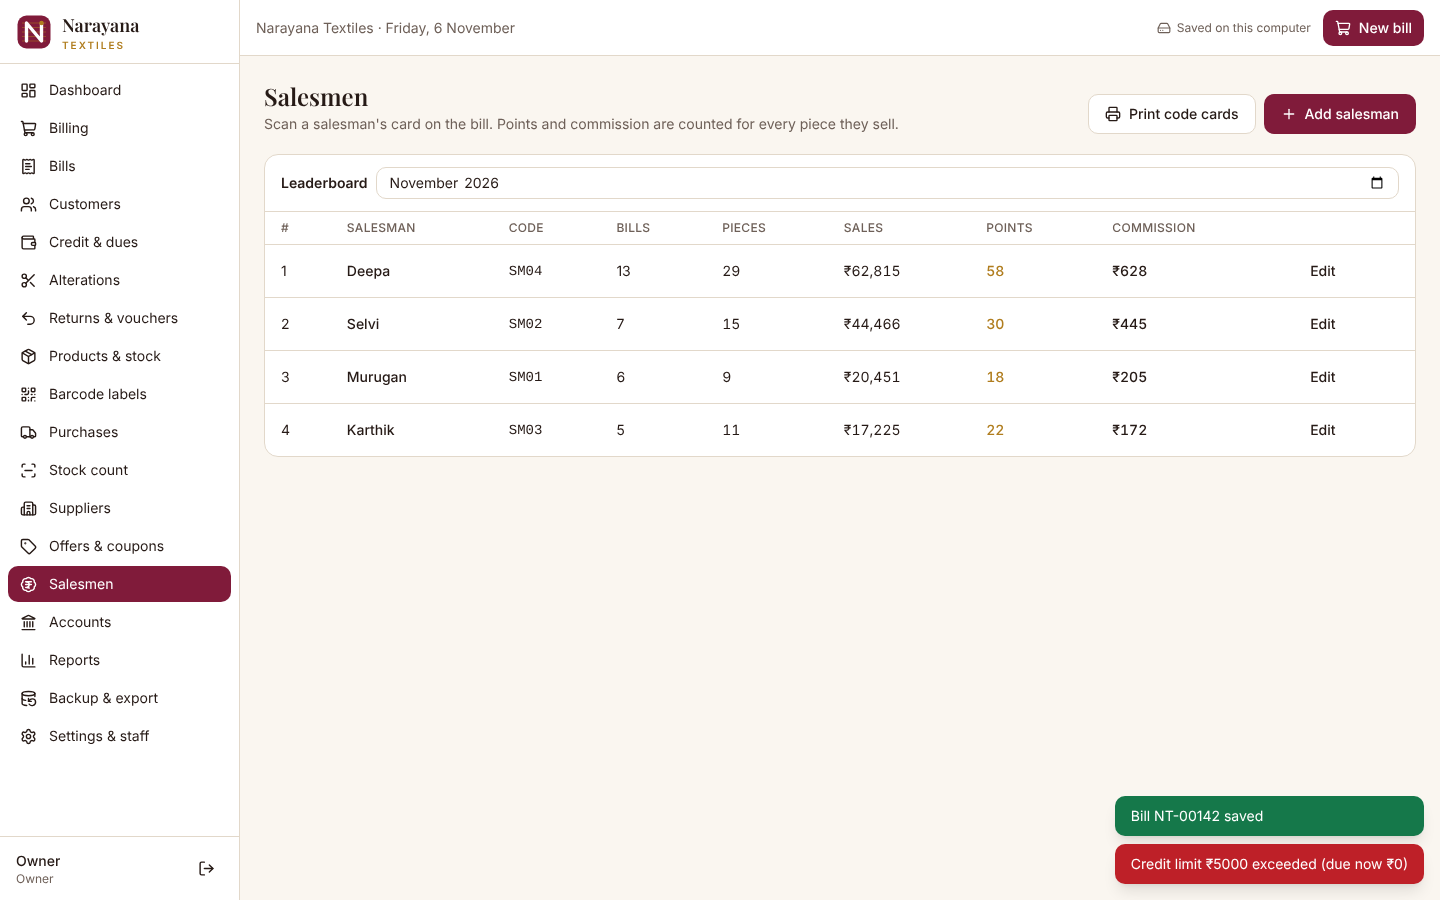 Narayana
TEXTILES
Narayana Textiles · Friday, 6 November
Saved on this computer
New bill
Dashboard
Billing
Bills
Customers
Credit & dues
Alterations
Returns & vouchers
Products & stock
Barcode labels
Purchases
Stock count
Suppliers
Offers & coupons
Salesmen
Accounts
Reports
Backup & export
Settings & staff
Owner
Owner
Salesmen
Scan a salesman's card on the bill. Points and commission are counted for every piece they sell.
Print code cards
Add salesman
Leaderboard November 2026
# SALESMAN CODE BILLS PIECES SALES POINTS COMMISSION
1 Deepa SM04 13 29 ₹62,815 58 ₹628 Edit
2 Selvi SM02 7 15 ₹44,466 30 ₹445 Edit
3 Murugan SM01 6 9 ₹20,451 18 ₹205 Edit
4 Karthik SM03 5 11 ₹17,225 22 ₹172 Edit
Bill NT-00142 saved
Credit limit ₹5000 exceeded (due now ₹0)